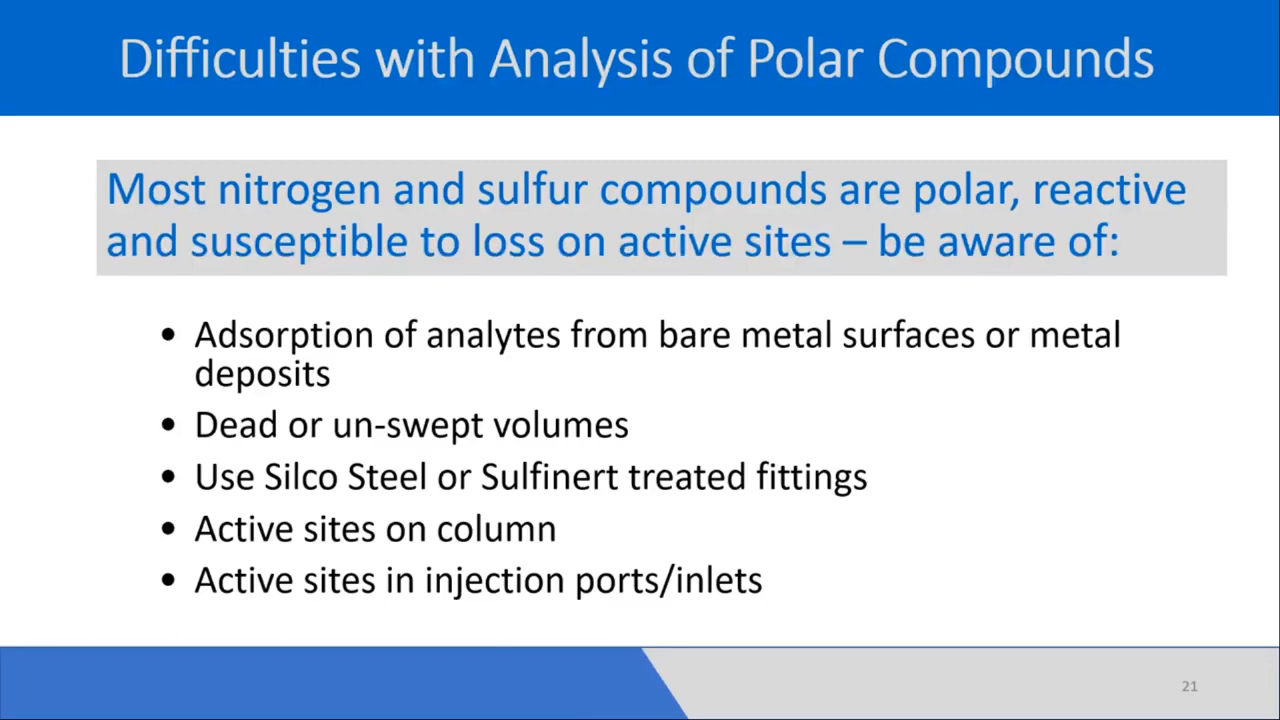 Difficulties with Analysis of Polar Compounds
Most nitrogen and sulfur compounds are polar, reactive
and susceptible to loss on active sites – be aware of:
• Adsorption of analytes from bare metal surfaces or metal
deposits
• Dead or un-swept volumes
• Use Silco Steel or Sulfinert treated fittings
• Active sites on column
• Active sites in injection ports/inlets
21